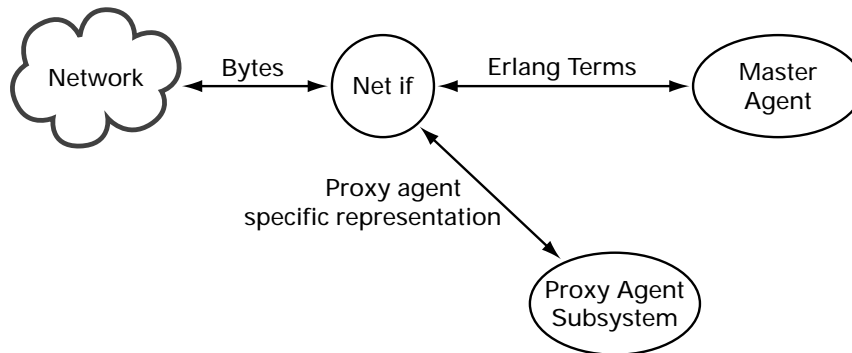 Network
Bytes
Net if
Erlang Terms
Master
Agent
Proxy agent
specific representation
Proxy Agent
Subsystem